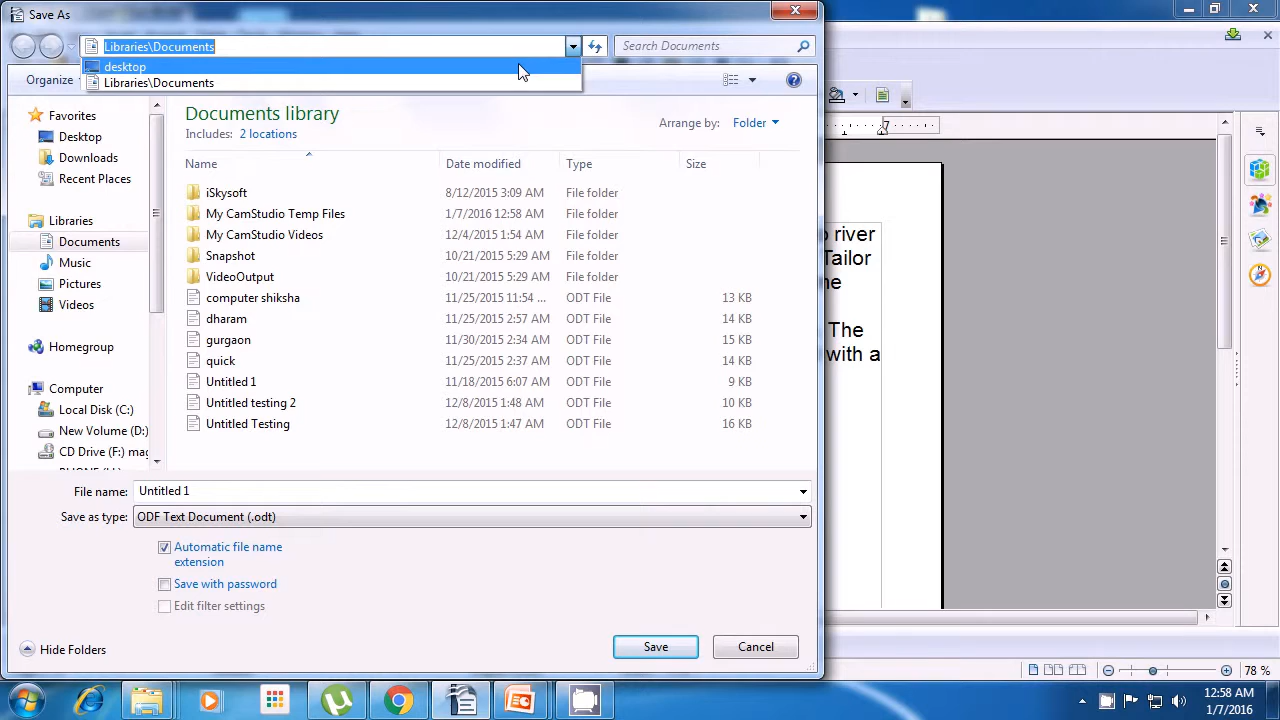 Save As
Libraries\Documents
Search Documents
desktop
Libraries\Documents
Organize
Documents library
Includes: 2 locations
Arrange by: Folder
Name Date modified Type Size
Favorites
Desktop
Downloads
Recent Places
Libraries
Documents
Music
Pictures
Videos
Homegroup
Computer
Local Disk (C:)
New Volume (D:)
CD Drive (F:) mag
iSkysoft 8/12/2015 3:09 AM File folder
My CamStudio Temp Files 1/7/2016 12:58 AM File folder
My CamStudio Videos 12/4/2015 1:54 AM File folder
Snapshot 10/21/2015 5:29 AM File folder
VideoOutput 10/21/2015 5:29 AM File folder
computer shiksha 11/25/2015 11:54 ... ODT File 13 KB
dharam 11/25/2015 2:57 AM ODT File 14 KB
gurgaon 11/30/2015 2:34 AM ODT File 15 KB
quick 11/25/2015 2:37 AM ODT File 14 KB
Untitled 1 11/18/2015 6:07 AM ODT File 9 KB
Untitled testing 2 12/8/2015 1:48 AM ODT File 10 KB
Untitled Testing 12/8/2015 1:47 AM ODT File 16 KB
File name: Untitled 1
Save as type: ODF Text Document (.odt)
Automatic file name
extension
Save with password
Edit filter settings
Hide Folders
Save
Cancel
river
Tailor
The
with a
7
78 %
12:58 AM
1/7/2016